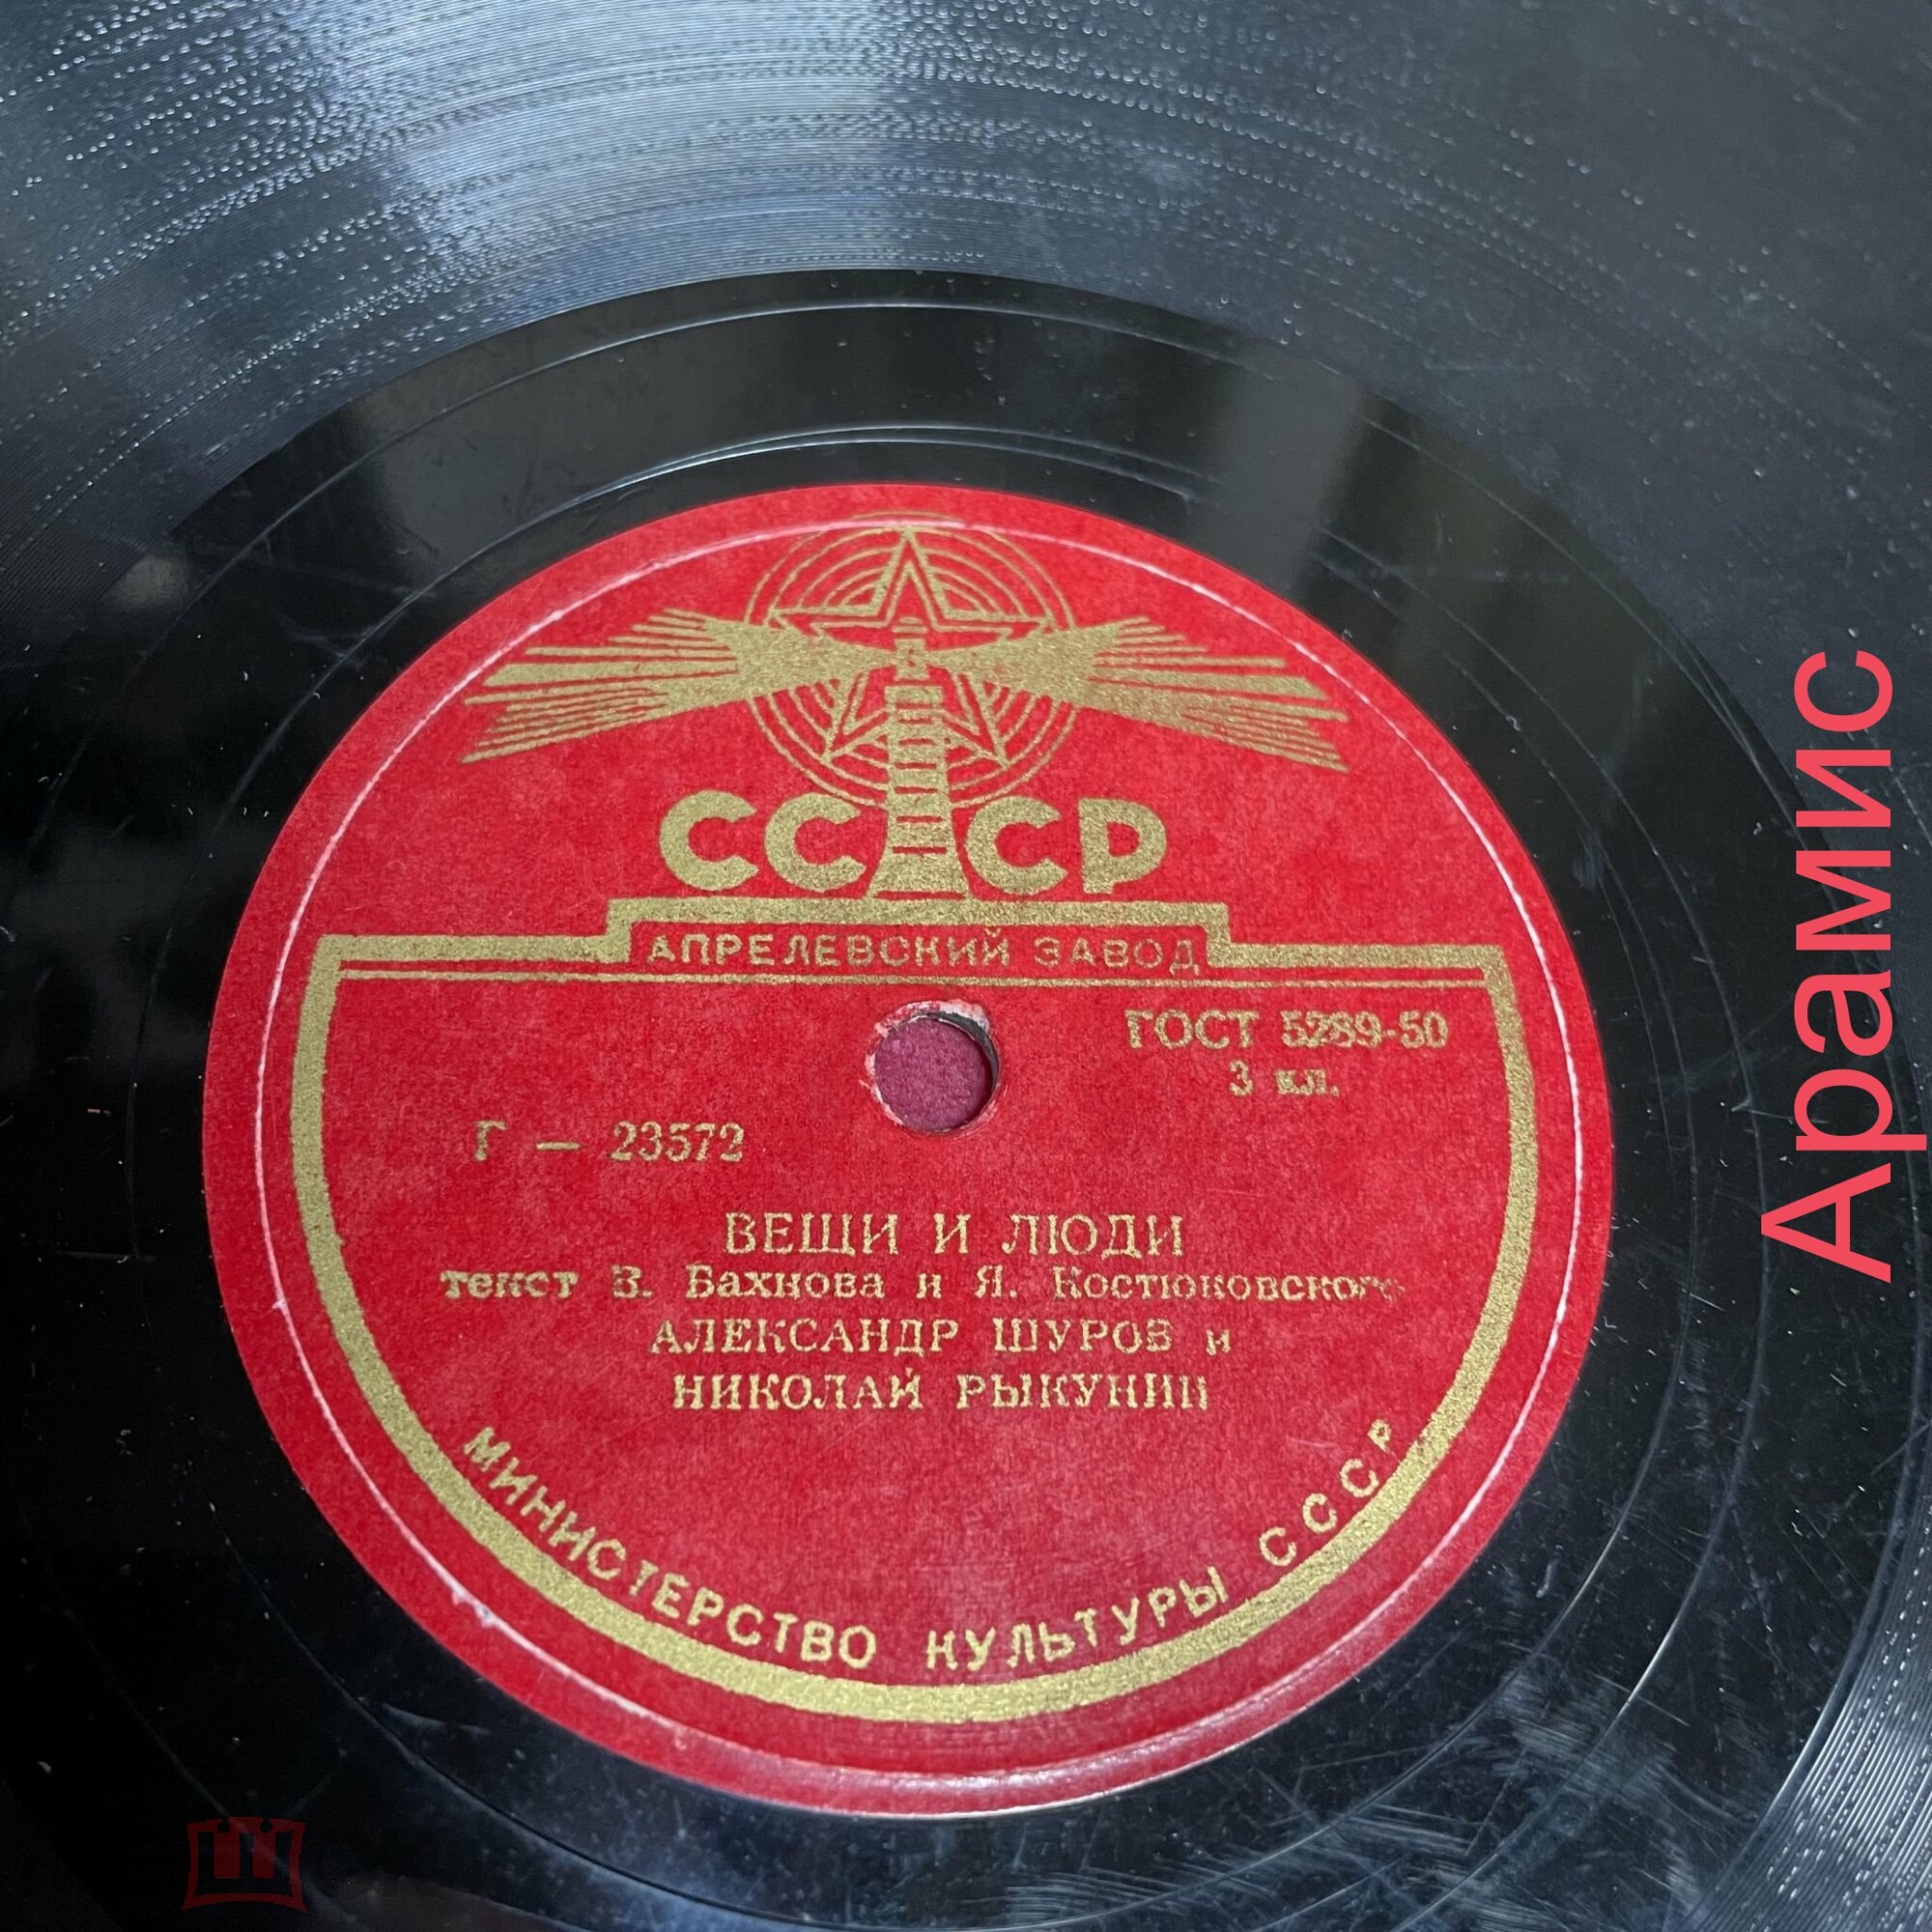 СССР
АПРЕЛЕВСКИЙ ЗАВОД
ГОСТ 5289-50
3 кл.
Г — 23572
ВЕЩИ И ЛЮДИ
текст В. Бахнова и Я. Костюковского
АЛЕКСАНДР ШУРОВ и
НИКОЛАЙ РЫКУНИН
МИНИСТЕРСТВО КУЛЬТУРЫ СССР
Арамис